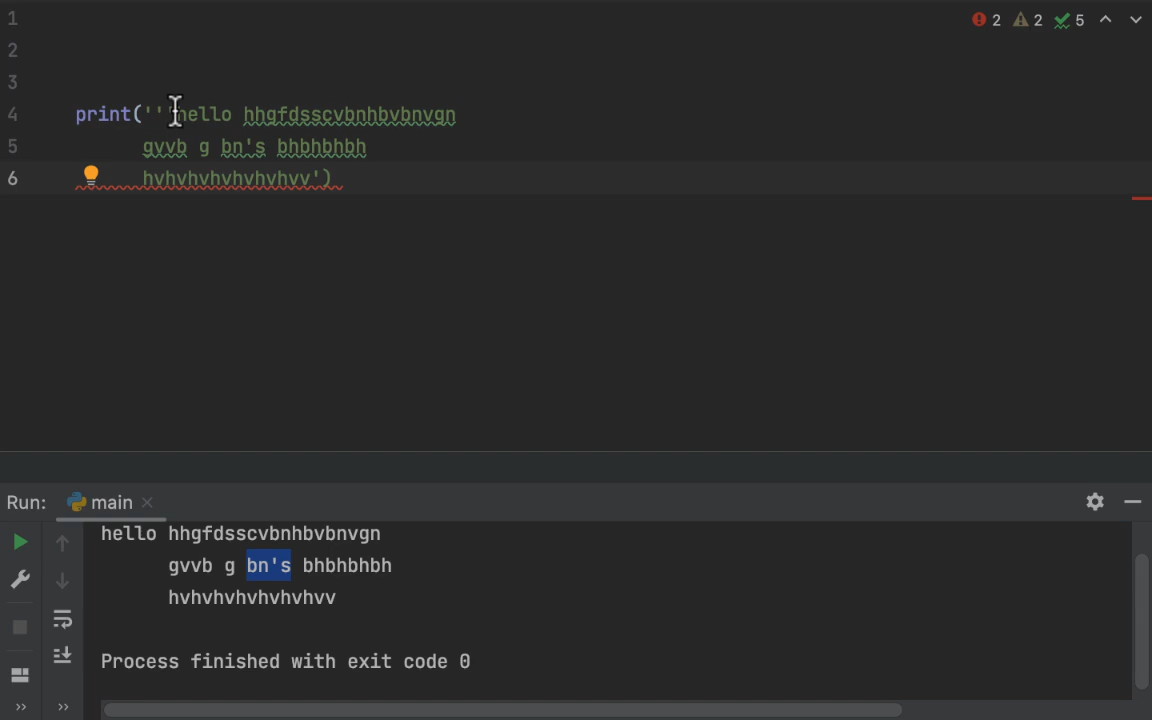 1
2
3
4 print('''hello hhgfdsscvbnhbvbnvgn
5 gvvb g bn's bhbhbhbh
6 hvhvhvhvhvhvhvv')
2 2 5
Run: main
hello hhgfdsscvbnhbvbnvgn
gvvb g bn's bhbhbhbh
hvhvhvhvhvhvhvv
Process finished with exit code 0